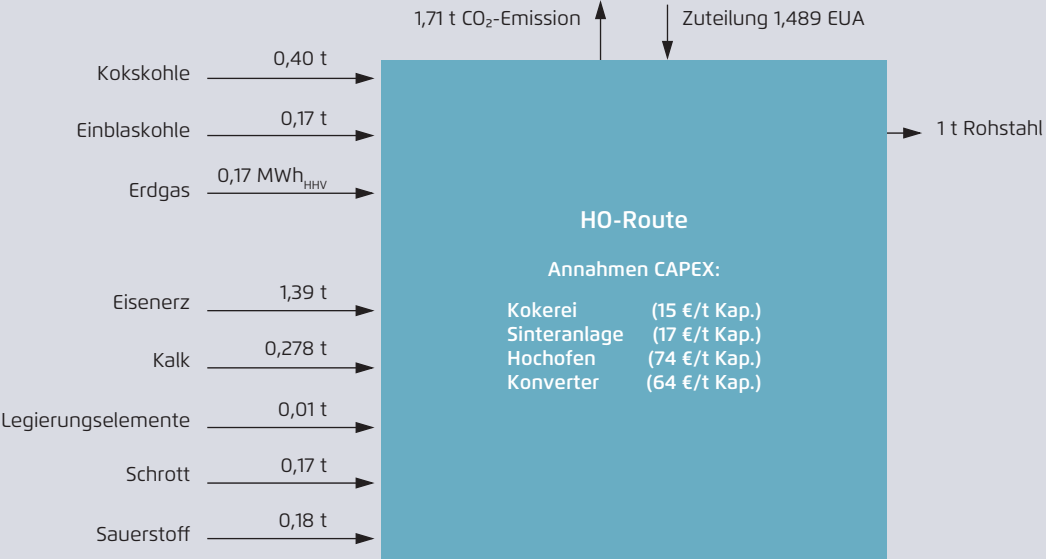 1,71 t CO₂-Emission
Zuteilung 1,489 EUA
Kokskohle 0,40 t
Einblaskohle 0,17 t
1 t Rohstahl
Erdgas 0,17 MWh_HHV
HO-Route
Annahmen CAPEX:
Eisenerz 1,39 t
Kokerei (15 €/t Kap.)
Sinteranlage (17 €/t Kap.)
Kalk 0,278 t
Hochofen (74 €/t Kap.)
Konverter (64 €/t Kap.)
Legierungselemente 0,01 t
Schrott 0,17 t
Sauerstoff 0,18 t